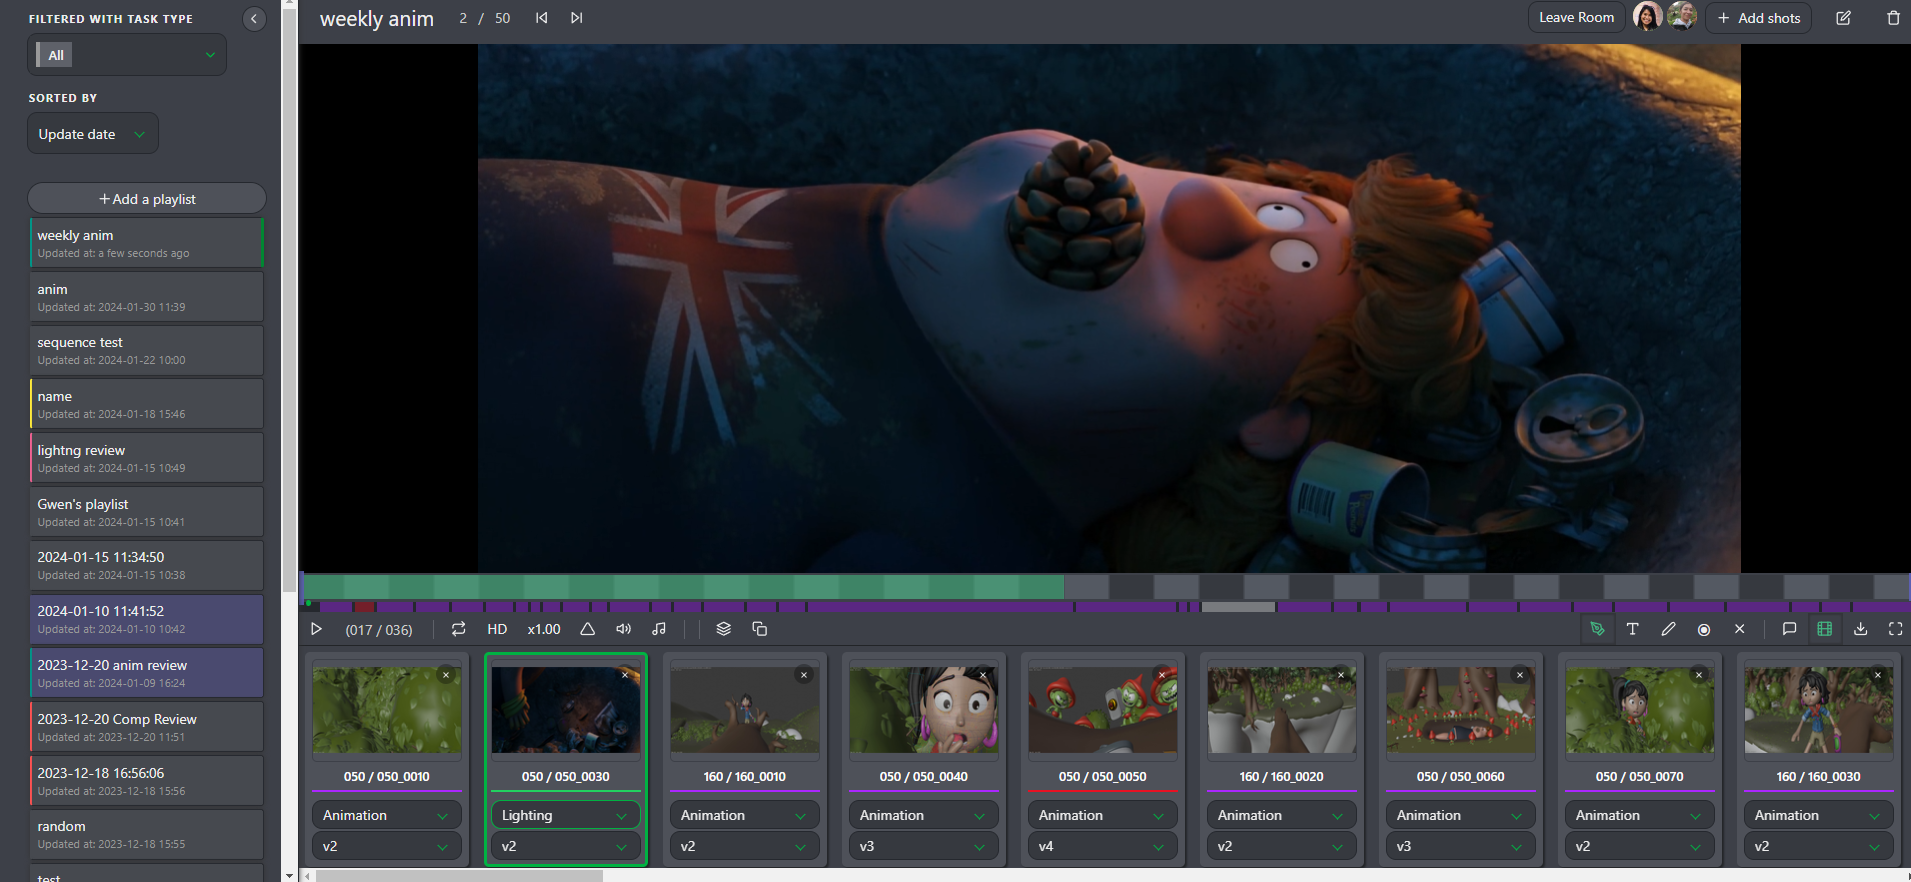 FILTERED WITH TASK TYPE
All
SORTED BY
Update date
+ Add a playlist
weekly anim
Updated at: a few seconds ago
anim
Updated at: 2024-01-30 11:39
sequence test
Updated at: 2024-01-22 10:00
name
Updated at: 2024-01-18 15:46
lightng review
Updated at: 2024-01-15 10:49
Gwen's playlist
Updated at: 2024-01-15 10:41
2024-01-15 11:34:50
Updated at: 2024-01-15 10:38
2024-01-10 11:41:52
Updated at: 2024-01-10 10:42
2023-12-20 anim review
Updated at: 2024-01-09 16:24
2023-12-20 Comp Review
Updated at: 2023-12-20 11:51
2023-12-18 16:56:06
Updated at: 2023-12-18 15:56
random
Updated at: 2023-12-18 15:55
test
weekly anim 2 / 50
Leave Room + Add shots
(017 / 036) HD x1.00
050 / 050_0010
Animation
v2
050 / 050_0030
Lighting
v2
160 / 160_0010
Animation
v2
050 / 050_0040
Animation
v3
050 / 050_0050
Animation
v4
160 / 160_0020
Animation
v2
050 / 050_0060
Animation
v3
050 / 050_0070
Animation
v2
160 / 160_0030
Animation
v2